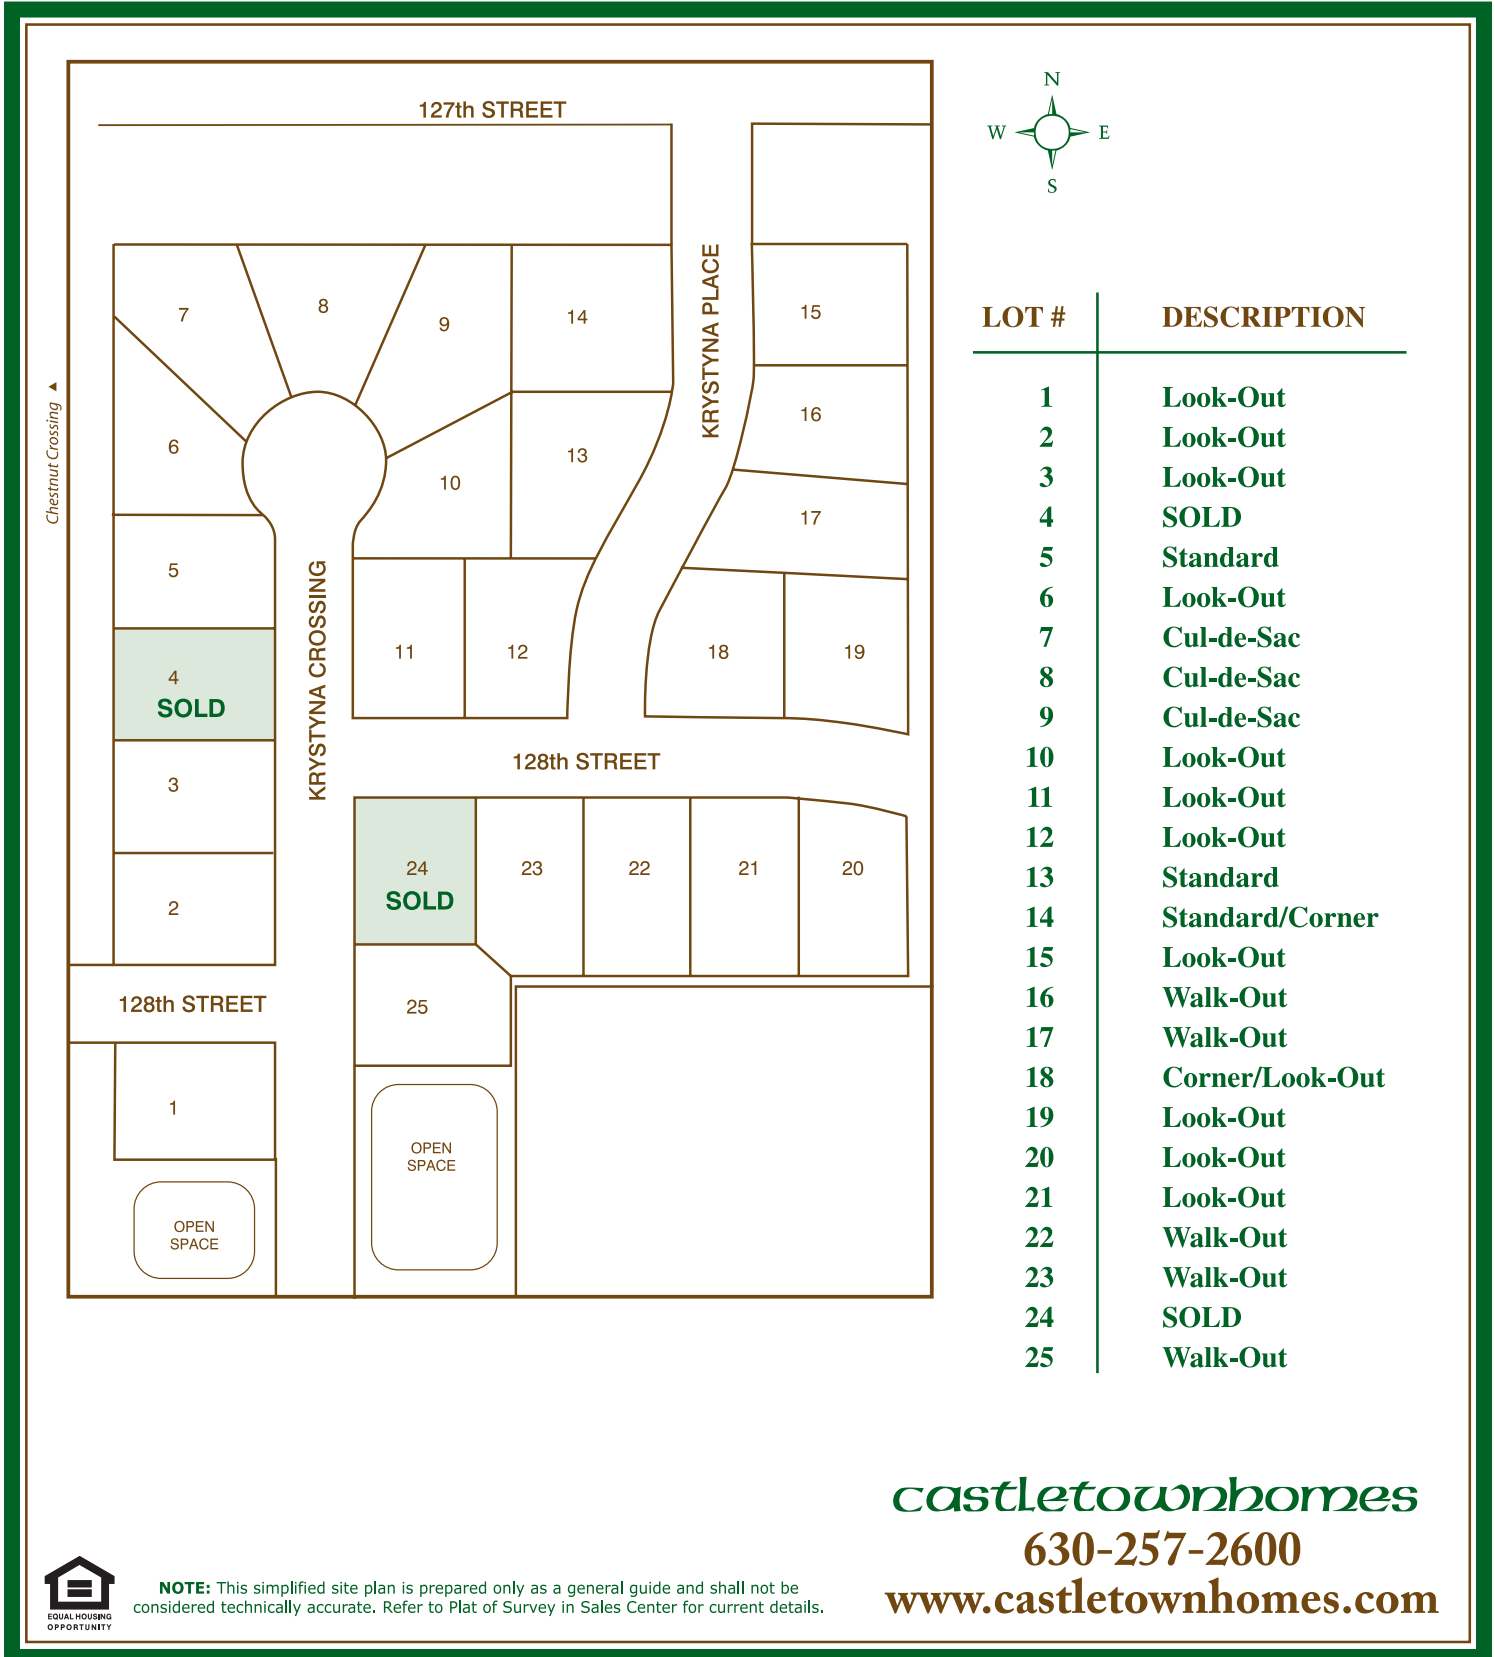 127th STREET
N
W
E
S
KRYSTYNA PLACE
7
8
9
14
15
16
6
13
10
17
Chestnut Crossing
5
KRYSTYNA CROSSING
11
12
18
19
4
SOLD
128th STREET
3
24
SOLD
23
22
21
20
2
128th STREET
25
1
OPEN
SPACE
OPEN
SPACE
LOT # DESCRIPTION
1 Look-Out
2 Look-Out
3 Look-Out
4 SOLD
5 Standard
6 Look-Out
7 Cul-de-Sac
8 Cul-de-Sac
9 Cul-de-Sac
10 Look-Out
11 Look-Out
12 Look-Out
13 Standard
14 Standard/Corner
15 Look-Out
16 Walk-Out
17 Walk-Out
18 Corner/Look-Out
19 Look-Out
20 Look-Out
21 Look-Out
22 Walk-Out
23 Walk-Out
24 SOLD
25 Walk-Out
castletownhomes
630-257-2600
www.castletownhomes.com
EQUAL HOUSING
OPPORTUNITY
NOTE: This simplified site plan is prepared only as a general guide and shall not be
considered technically accurate. Refer to Plat of Survey in Sales Center for current details.